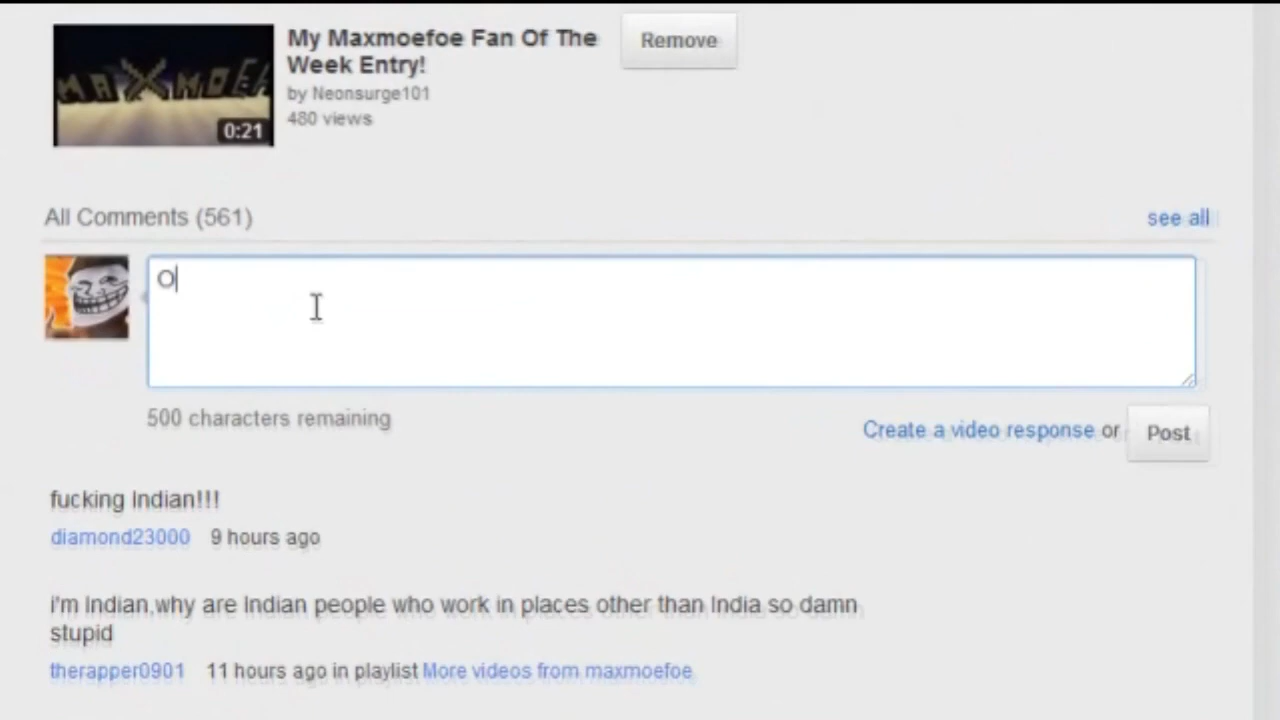 MAXMOE
0:21
My Maxmoefoe Fan Of The
Week Entry!
by Neonsurge101
480 views
Remove
All Comments (561)
see all
O
500 characters remaining
Create a video response or
Post
fucking Indian!!!
diamond23000 9 hours ago
i'm Indian,why are Indian people who work in places other than India so damn
stupid
therapper0901 11 hours ago in playlist More videos from maxmoefoe